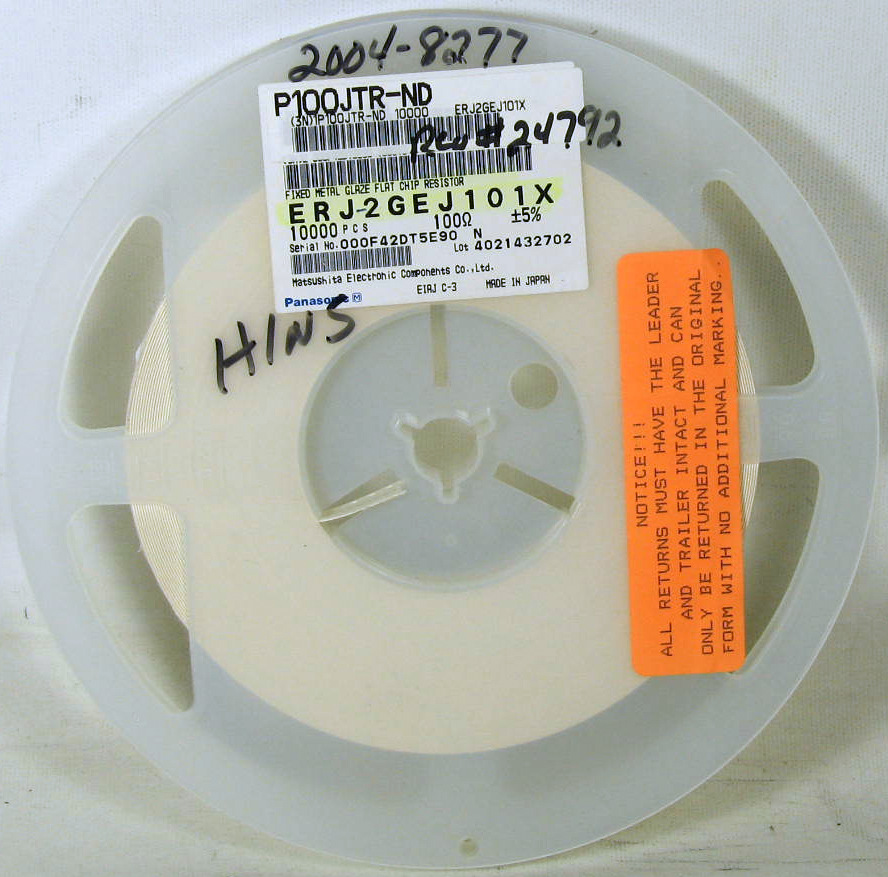 2004-8277
P100JTR-ND
(3N)1P100JTR-ND 10000 ERJ2GEJ101X
#24792
FIXED METAL GLAZE FLAT CHIP RESISTOR
ERJ-2GEJ101X
10000 PCS 100Ω ±5%
Serial No.000F42DT5E90 N Lot 4021432702
Matsushita Electronic Components Co.,Ltd.
Panasonic M EIAJ C-3 MADE IN JAPAN
HINS
NOTICE!!!
ALL RETURNS MUST HAVE THE LEADER
AND TRAILER INTACT AND CAN
ONLY BE RETURNED IN THE ORIGINAL
FORM WITH NO ADDITIONAL MARKING..